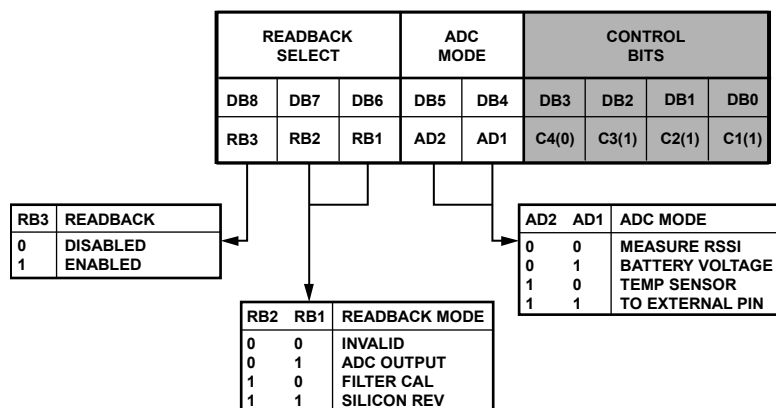 READBACK SELECT ADC MODE CONTROL BITS
DB8 DB7 DB6 DB5 DB4 DB3 DB2 DB1 DB0
RB3 RB2 RB1 AD2 AD1 C4(0) C3(1) C2(1) C1(1)
RB3 READBACK
0 DISABLED
1 ENABLED
AD2 AD1 ADC MODE
0 0 MEASURE RSSI
0 1 BATTERY VOLTAGE
1 0 TEMP SENSOR
1 1 TO EXTERNAL PIN
RB2 RB1 READBACK MODE
0 0 INVALID
0 1 ADC OUTPUT
1 0 FILTER CAL
1 1 SILICON REV